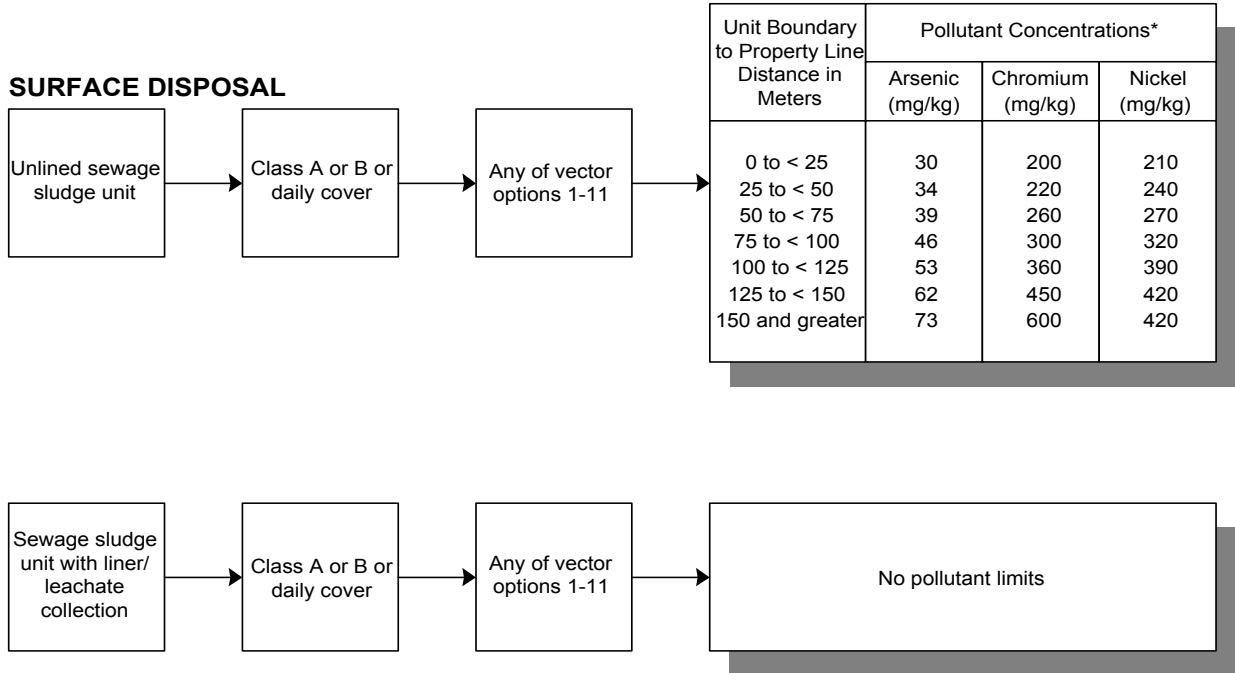 SURFACE DISPOSAL
Unlined sewage
sludge unit
Class A or B or
daily cover
Any of vector
options 1-11
Unit Boundary
to Property Line
Distance in
Meters
Pollutant Concentrations*
Arsenic
(mg/kg)
Chromium
(mg/kg)
Nickel
(mg/kg)
0 to < 25 30 200 210
25 to < 50 34 220 240
50 to < 75 39 260 270
75 to < 100 46 300 320
100 to < 125 53 360 390
125 to < 150 62 450 420
150 and greater 73 600 420
Sewage sludge
unit with liner/
leachate
collection
Class A or B or
daily cover
Any of vector
options 1-11
No pollutant limits